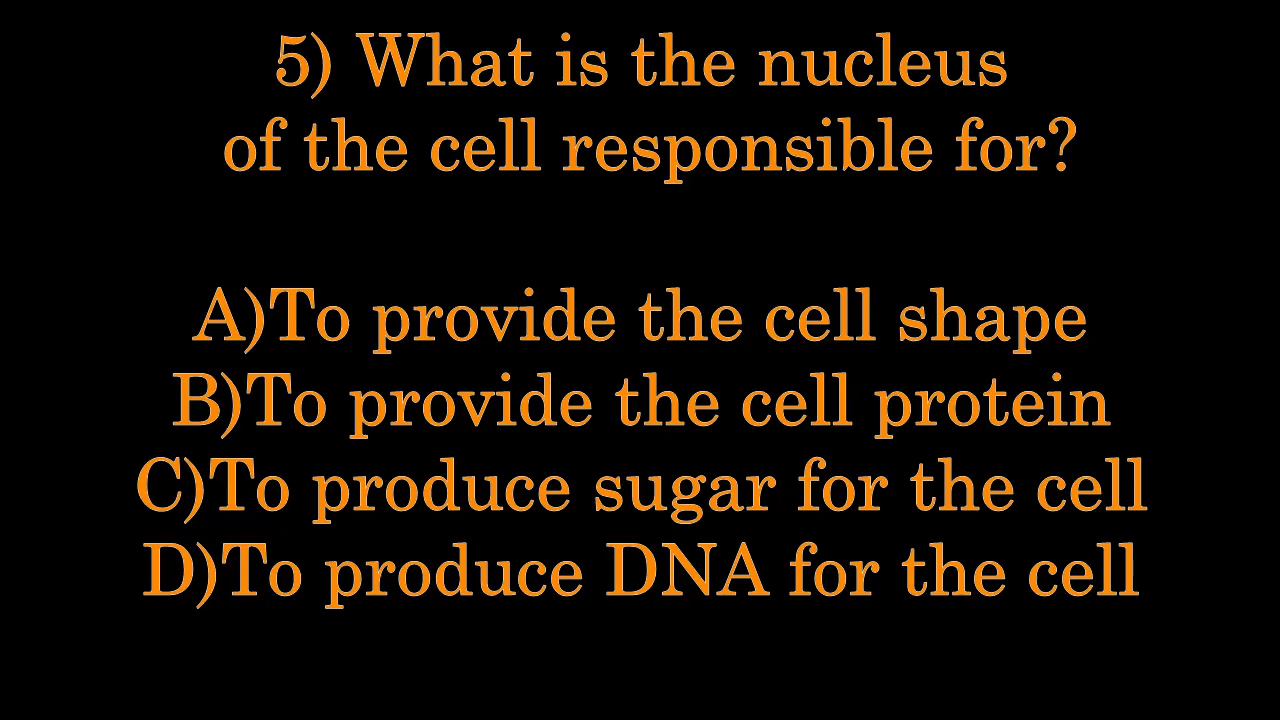 5) What is the nucleus
of the cell responsible for?
A)To provide the cell shape
B)To provide the cell protein
C)To produce sugar for the cell
D)To produce DNA for the cell